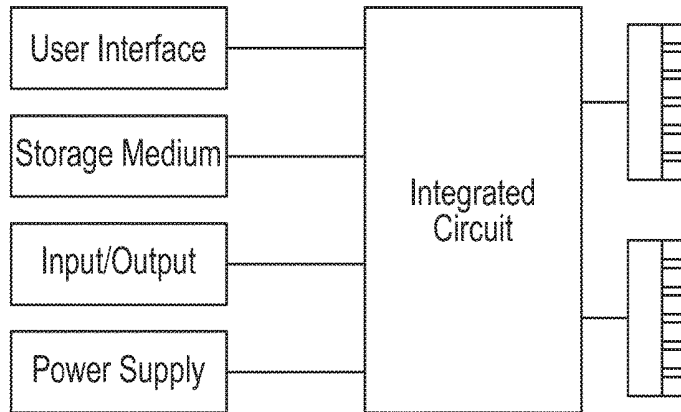 User Interface
Storage Medium
Input/Output
Power Supply
Integrated
Circuit